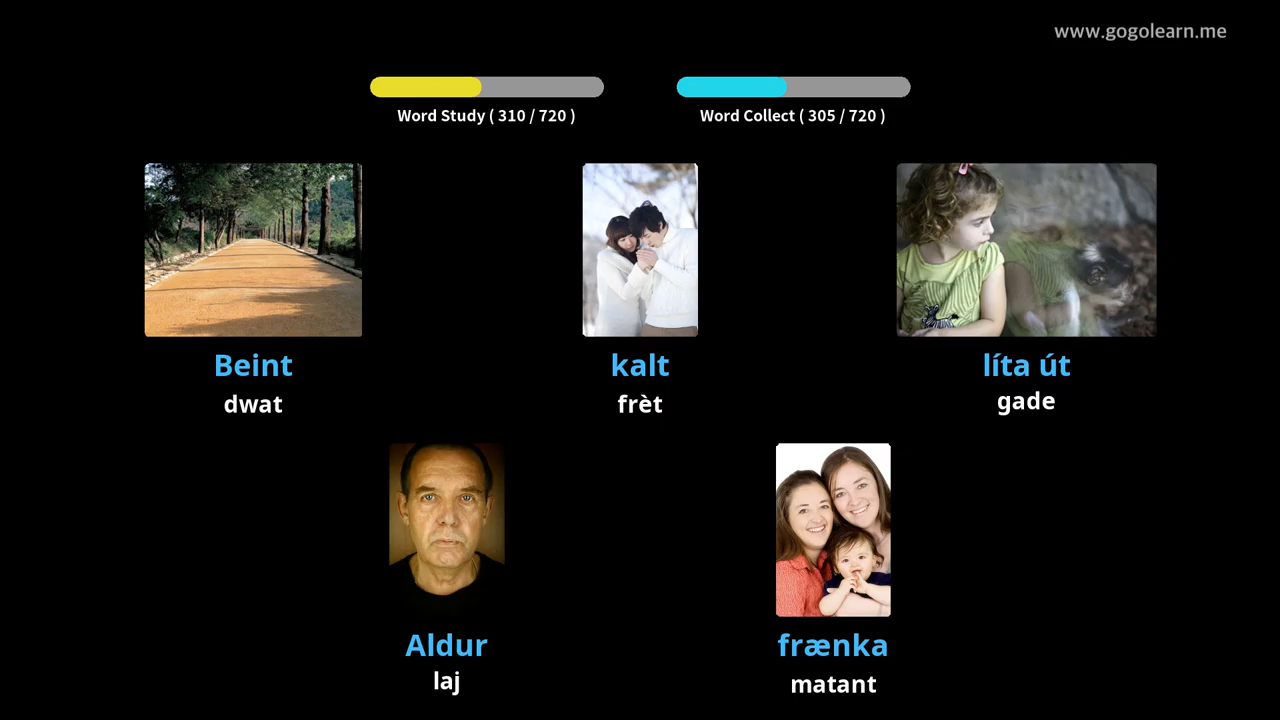 www.gogolearn.me
Word Study ( 310 / 720 )
Word Collect ( 305 / 720 )
Beint
dwat
kalt
frèt
líta út
gade
Aldur
laj
frænka
matant